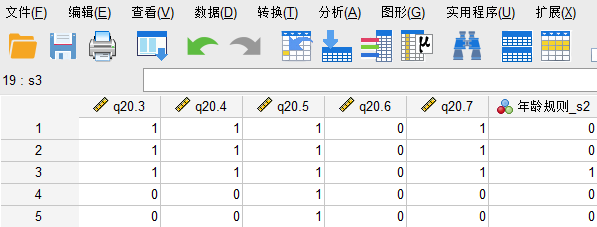 文件(F) 编辑(E) 查看(V) 数据(D) 转换(T) 分析(A) 图形(G) 实用程序(U) 扩展(X)
μ
19 : s3
q20.3 q20.4 q20.5 q20.6 q20.7 年龄规则_s2
1 1 1 1 0 1 0
2 1 1 1 0 1 0
3 1 1 1 0 1 1
4 0 0 1 0 0 0
5 0 0 1 0 0 0